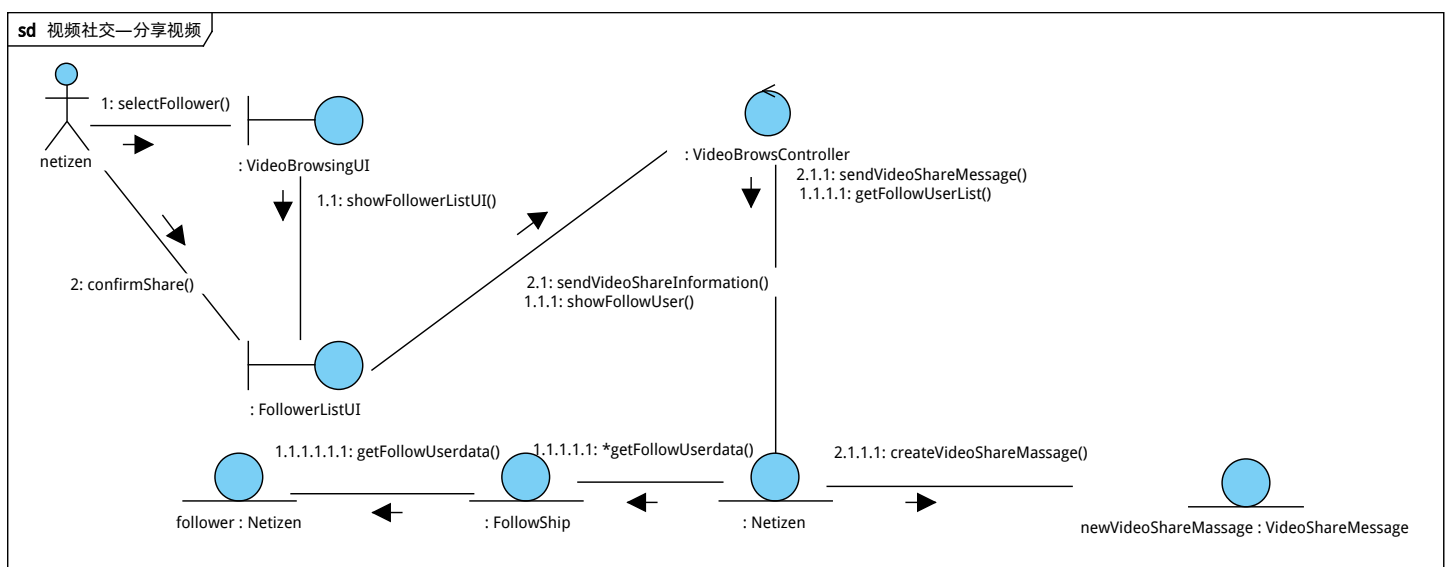 sd 视频社交—分享视频
1: selectFollower()
netizen
: VideoBrowsingUI
: VideoBrowsController
2.1.1: sendVideoShareMessage()
1.1.1.1: getFollowUserList()
1.1: showFollowerListUI()
2: confirmShare()
2.1: sendVideoShareInformation()
1.1.1: showFollowUser()
: FollowerListUI
1.1.1.1.1.1: getFollowUserdata()
1.1.1.1.1: *getFollowUserdata()
2.1.1.1: createVideoShareMassage()
follower : Netizen
: FollowShip
: Netizen
newVideoShareMassage : VideoShareMessage